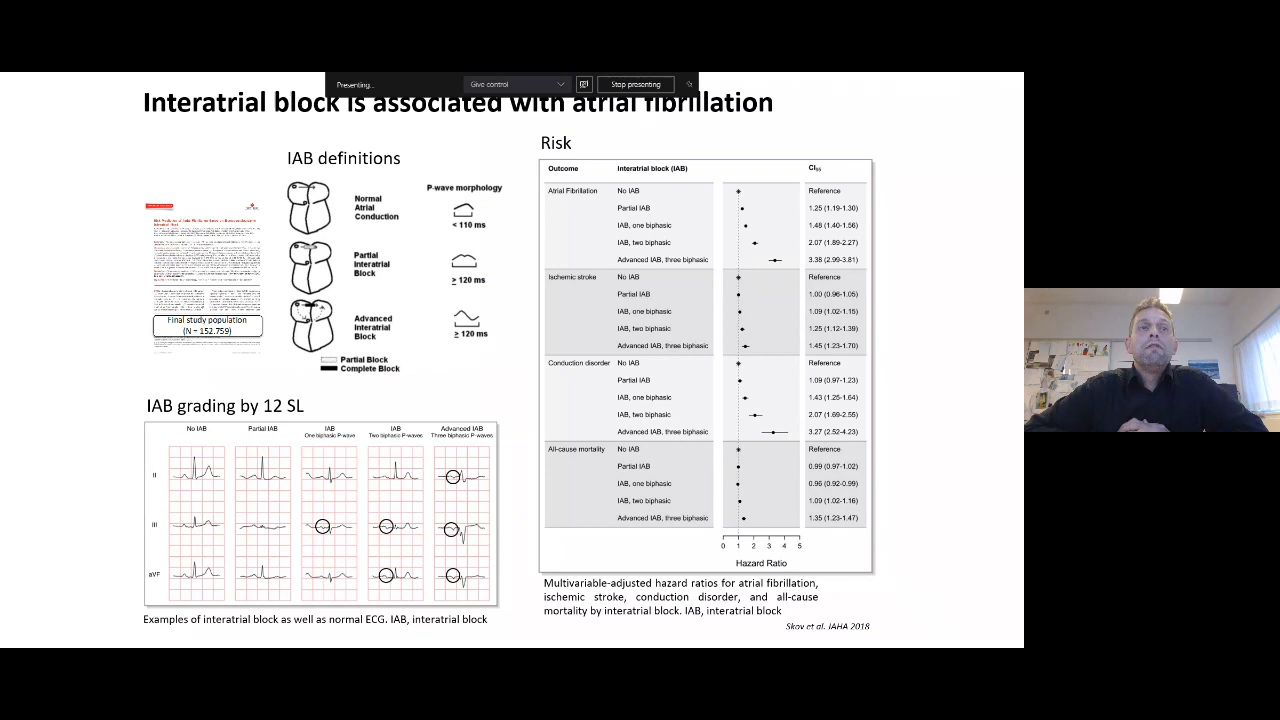 Presenting...
Give control
Stop presenting
Interatrial block is associated with atrial fibrillation
IAB definitions
P-wave morphology
Normal
Atrial
Conduction
< 110 ms
Partial
Interatrial
Block
≥ 120 ms
Advanced
Interatrial
Block
≥ 120 ms
Partial Block
Complete Block
Final study population
(N = 152.759)
IAB grading by 12 SL
No IAB
Partial IAB
IAB
One biphasic P-wave
IAB
Two biphasic P-waves
Advanced IAB
Three biphasic P-waves
II
III
aVF
Examples of interatrial block as well as normal ECG. IAB, interatrial block
Risk
Outcome Interatrial block (IAB) CI95
Atrial Fibrillation No IAB Reference
Partial IAB 1.25 (1.19-1.30)
IAB, one biphasic 1.48 (1.40-1.56)
IAB, two biphasic 2.07 (1.89-2.27)
Advanced IAB, three biphasic 3.38 (2.99-3.81)
Ischemic stroke No IAB Reference
Partial IAB 1.00 (0.96-1.05)
IAB, one biphasic 1.09 (1.02-1.15)
IAB, two biphasic 1.25 (1.12-1.39)
Advanced IAB, three biphasic 1.45 (1.23-1.70)
Conduction disorder No IAB Reference
Partial IAB 1.09 (0.97-1.23)
IAB, one biphasic 1.43 (1.25-1.64)
IAB, two biphasic 2.07 (1.69-2.55)
Advanced IAB, three biphasic 3.27 (2.52-4.23)
All-cause mortality No IAB Reference
Partial IAB 0.99 (0.97-1.02)
IAB, one biphasic 0.96 (0.92-0.99)
IAB, two biphasic 1.09 (1.02-1.16)
Advanced IAB, three biphasic 1.35 (1.23-1.47)
0 1 2 3 4 5
Hazard Ratio
Multivariable-adjusted hazard ratios for atrial fibrillation,
ischemic stroke, conduction disorder, and all-cause
mortality by interatrial block. IAB, interatrial block
Skov et al. JAHA 2018